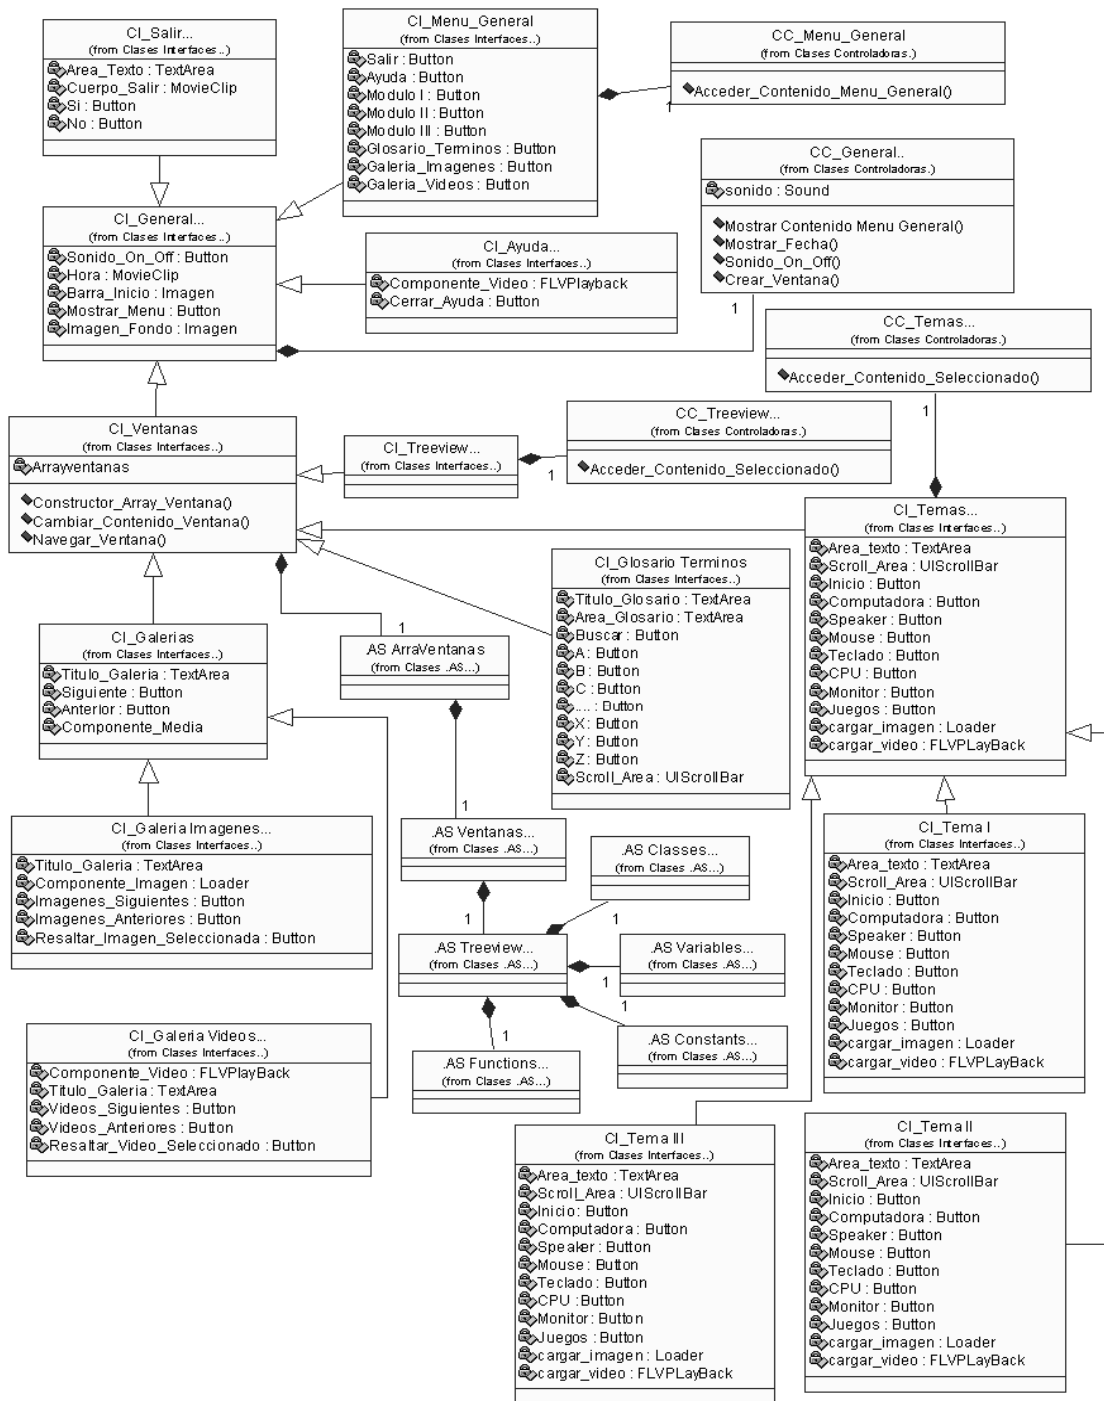 CI_Salir...
(from Clases Interfaces..)
Area_Texto : TextArea
Cuerpo_Salir : MovieClip
Si : Button
No : Button
CI_Menu_General
(from Clases Interfaces..)
Salir : Button
Ayuda : Button
Modulo I : Button
Modulo II : Button
Modulo III : Button
Glosario_Terminos : Button
Galeria_Imagenes : Button
Galeria_Videos : Button
CC_Menu_General
(from Clases Controladoras.)
Acceder_Contenido_Menu_General()
1
CC_General..
(from Clases Controladoras.)
sonido : Sound
Mostrar Contenido Menu General()
Mostrar_Fecha()
Sonido_On_Off()
Crear_Ventana()
1
CI_General...
(from Clases Interfaces..)
Sonido_On_Off : Button
Hora : MovieClip
Barra_Inicio : Imagen
Mostrar_Menu : Button
Imagen_Fondo : Imagen
CI_Ayuda...
(from Clases Interfaces..)
Componente_Video : FLVPlayback
Cerrar_Ayuda : Button
CC_Temas...
(from Clases Controladoras.)
Acceder_Contenido_Seleccionado()
1
CI_Ventanas
(from Clases Interfaces..)
Arrayventanas
Constructor_Array_Ventana()
Cambiar_Contenido_Ventana()
Navegar_Ventana()
CI_Treeview...
(from Clases Interfaces..)
CC_Treeview...
(from Clases Controladoras.)
Acceder_Contenido_Seleccionado()
1
CI_Temas...
(from Clases Interfaces..)
Area_texto : TextArea
Scroll_Area : UIScrollBar
Inicio : Button
Computadora : Button
Speaker : Button
Mouse : Button
Teclado : Button
CPU : Button
Monitor : Button
Juegos : Button
cargar_imagen : Loader
cargar_video : FLVPLayBack
CI_Glosario Terminos
(from Clases Interfaces..)
Titulo_Glosario : TextArea
Area_Glosario : TextArea
Buscar : Button
A : Button
B : Button
C : Button
.... : Button
X : Button
Y : Button
Z : Button
Scroll_Area : UIScrollBar
CI_Galerias
(from Clases Interfaces..)
Titulo_Galeria : TextArea
Siguiente : Button
Anterior : Button
Componente_Media
1
.AS ArraVentanas
(from Clases .AS...)
1
CI_Galeria Imagenes...
(from Clases Interfaces..)
Titulo_Galeria : TextArea
Componente_Imagen : Loader
Imagenes_Siguientes : Button
Imagenes_Anteriores : Button
Resaltar_Imagen_Seleccionada : Button
.AS Ventanas...
(from Clases .AS...)
1
.AS Classes...
(from Clases .AS...)
1
.AS Treeview...
(from Clases .AS...)
.AS Variables...
(from Clases .AS...)
1
1
.AS Constants...
(from Clases .AS...)
1
.AS Functions...
(from Clases .AS...)
CI_Tema I
(from Clases Interfaces..)
Area_texto : TextArea
Scroll_Area : UIScrollBar
Inicio : Button
Computadora : Button
Speaker : Button
Mouse : Button
Teclado : Button
CPU : Button
Monitor : Button
Juegos : Button
cargar_imagen : Loader
cargar_video : FLVPLayBack
CI_Galeria Videos...
(from Clases Interfaces..)
Componente_Video : FLVPlayBack
Titulo_Galeria : TextArea
Videos_Siguientes : Button
Videos_Anteriores : Button
Resaltar_Video_Seleccionado : Button
CI_Tema III
(from Clases Interfaces..)
Area_texto : TextArea
Scroll_Area : UIScrollBar
Inicio : Button
Computadora : Button
Speaker : Button
Mouse : Button
Teclado : Button
CPU : Button
Monitor : Button
Juegos : Button
cargar_imagen : Loader
cargar_video : FLVPLayBack
CI_Tema II
(from Clases Interfaces..)
Area_texto : TextArea
Scroll_Area : UIScrollBar
Inicio : Button
Computadora : Button
Speaker : Button
Mouse : Button
Teclado : Button
CPU : Button
Monitor : Button
Juegos : Button
cargar_imagen : Loader
cargar_video : FLVPLayBack